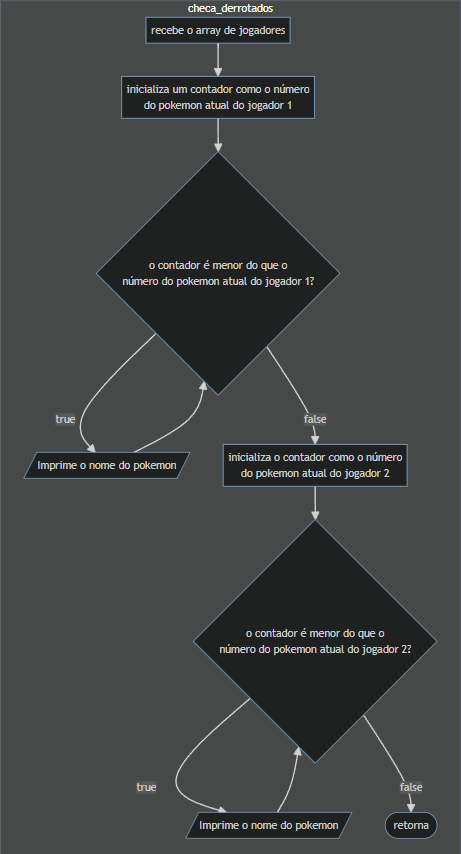 checa_derrotados
recebe o array de jogadores
inicializa um contador como o número
do pokemon atual do jogador 1
o contador é menor do que o
número do pokemon atual do jogador 1?
true
false
Imprime o nome do pokemon
inicializa o contador como o número
do pokemon atual do jogador 2
o contador é menor do que o
número do pokemon atual do jogador 2?
true
false
Imprime o nome do pokemon
retorna